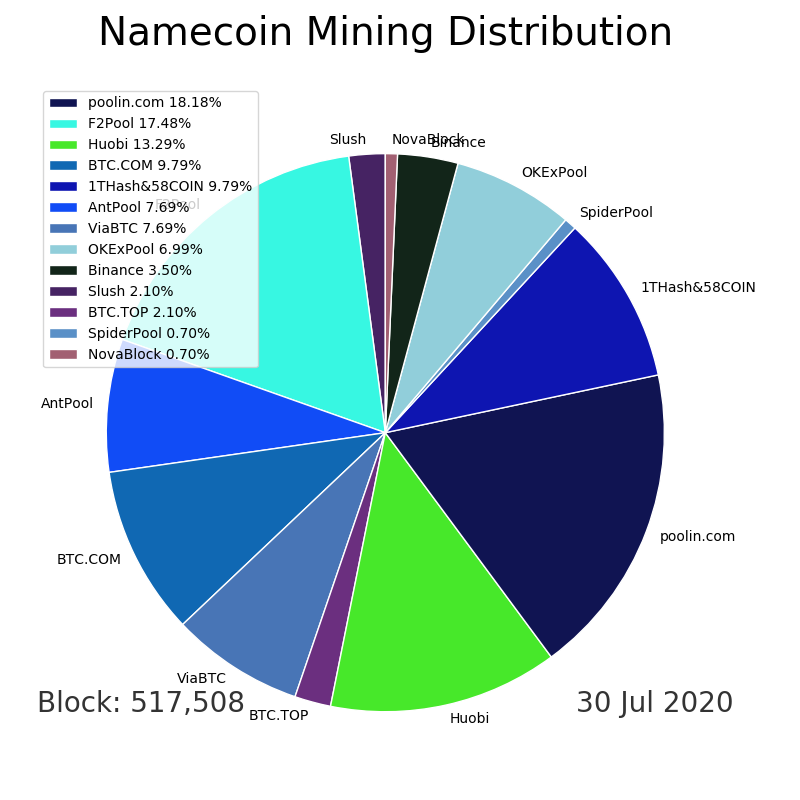 Namecoin Mining Distribution
poolin.com 18.18%
F2Pool 17.48%
Huobi 13.29%
BTC.COM 9.79%
1THash&58COIN 9.79%
AntPool 7.69%
ViaBTC 7.69%
OKExPool 6.99%
Binance 3.50%
Slush 2.10%
BTC.TOP 2.10%
SpiderPool 0.70%
NovaBlock 0.70%
Slush
NovaBlock
Binance
OKExPool
SpiderPool
1THash&58COIN
F2Pool
AntPool
poolin.com
BTC.COM
ViaBTC
BTC.TOP
Huobi
Block: 517,508
30 Jul 2020